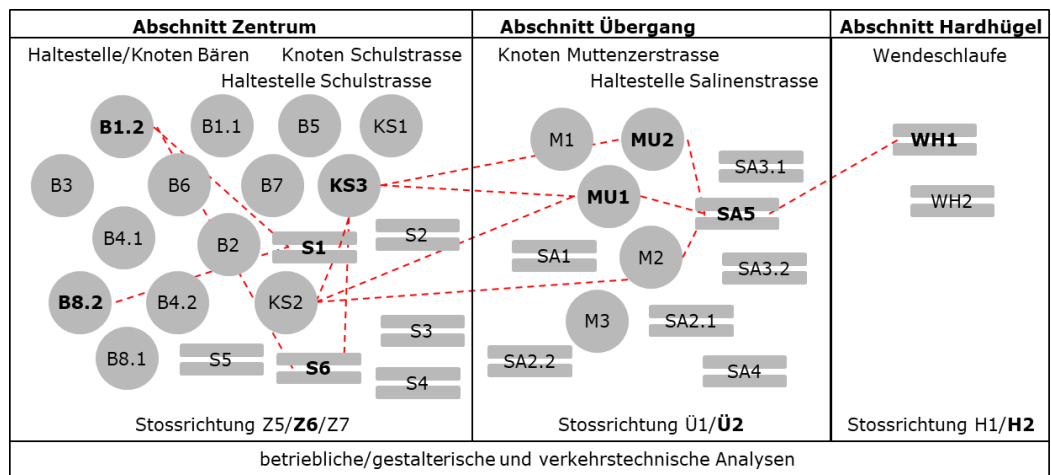 Abschnitt Zentrum
Abschnitt Übergang
Abschnitt Hardhügel
Haltestelle/Knoten Bären
Knoten Schulstrasse
Haltestelle Schulstrasse
Knoten Muttenzerstrasse
Haltestelle Salinenstrasse
Wendeschlaufe
B1.2
B1.1
B5
KS1
B3
B6
B7
KS3
B4.1
B2
S1
S2
B8.2
B4.2
KS2
S3
B8.1
S5
S6
S4
M1
MU2
SA3.1
MU1
SA5
SA1
M2
SA3.2
M3
SA2.1
SA2.2
SA4
WH1
WH2
Stossrichtung Z5/Z6/Z7
Stossrichtung Ü1/Ü2
Stossrichtung H1/H2
betriebliche/gestalterische und verkehrstechnische Analysen